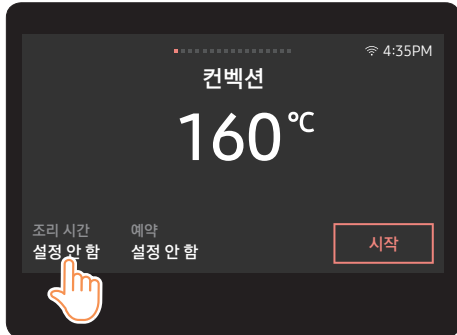 4:35PM
컨벡션
160℃
조리 시간 예약
설정 안 함 설정 안 함
시작